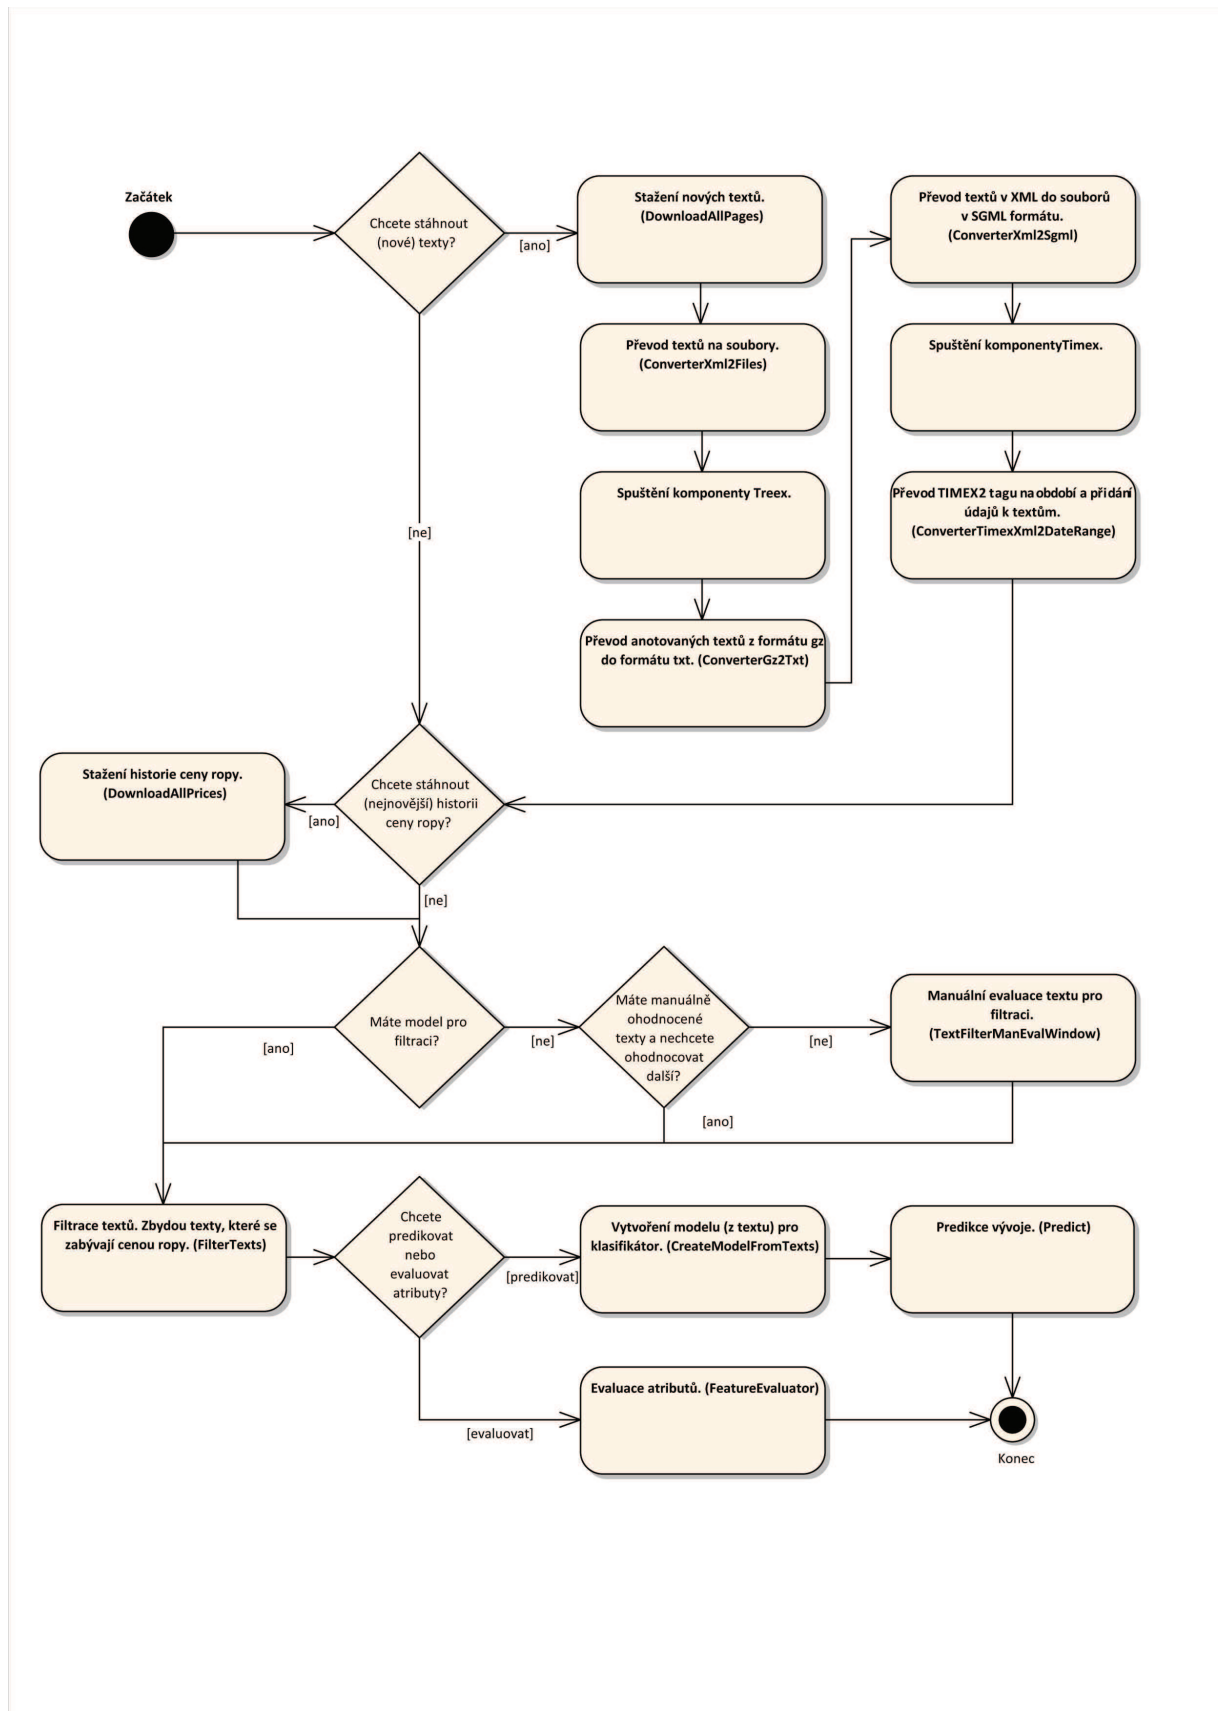 Začátek
Chcete stáhnout
(nové) texty?
[ano]
Stažení nových textů.
(DownloadAllPages)
Převod textů v XML do souborů
v SGML formátu.
(ConverterXml2Sgml)
Převod textů na soubory.
(ConverterXml2Files)
Spuštění komponentyTimex.
Spuštění komponenty Treex.
Převod TIMEX2 tagu na období a přidání
údajů k textům.
(ConverterTimexXml2DateRange)
[ne]
Převod anotovaných textů z formátu gz
do formátu txt. (ConverterGz2Txt)
Stažení historie ceny ropy.
(DownloadAllPrices)
[ano]
Chcete stáhnout
(nejnovější) historii
ceny ropy?
[ne]
Máte model pro
filtraci?
[ano]
[ne]
Máte manuálně
ohodnocené
texty a nechcete
ohodnocovat
další?
[ne]
[ano]
Manuální evaluace textu pro
filtraci.
(TextFilterManEvalWindow)
Filtrace textů. Zbydou texty, které se
zabývají cenou ropy. (FilterTexts)
Chcete
predikovat
nebo
evaluovat
atributy?
[predikovat]
Vytvoření modelu (z textu) pro
klasifikátor. (CreateModelFromTexts)
Predikce vývoje. (Predict)
[evaluovat]
Evaluace atributů. (FeatureEvaluator)
Konec